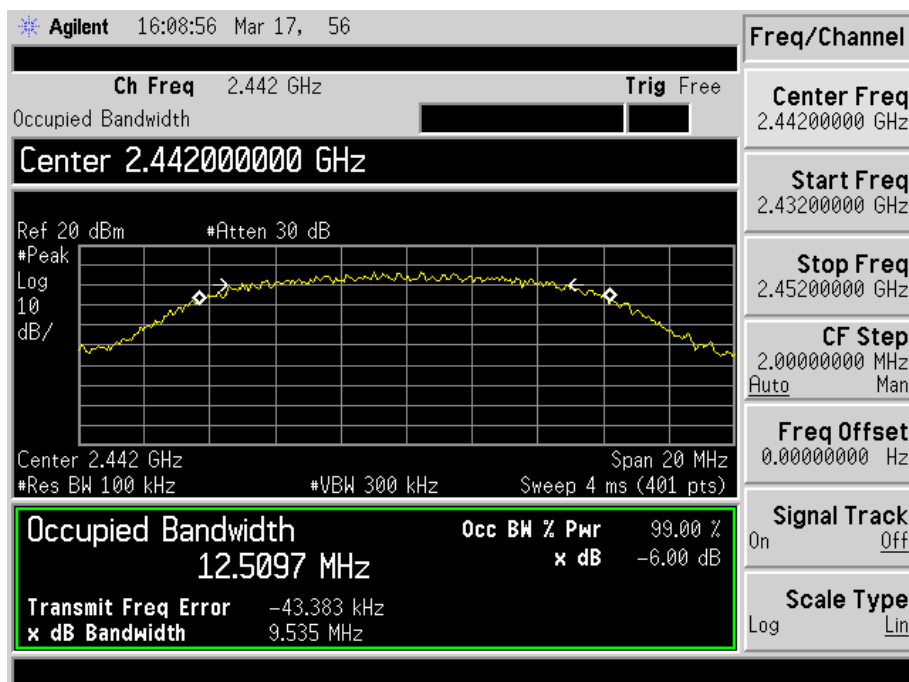 Agilent 16:08:56 Mar 17, 56
Freq/Channel
Ch Freq 2.442 GHz Trig Free
Occupied Bandwidth
Center 2.442000000 GHz
Ref 20 dBm #Atten 30 dB
#Peak
Log
10
dB/
Center 2.442 GHz Span 20 MHz
#Res BW 100 kHz #VBW 300 kHz Sweep 4 ms (401 pts)
Occupied Bandwidth Occ BW % Pwr 99.00 %
12.5097 MHz x dB -6.00 dB
Transmit Freq Error -43.383 kHz
x dB Bandwidth 9.535 MHz
Center Freq
2.44200000 GHz
Start Freq
2.43200000 GHz
Stop Freq
2.45200000 GHz
CF Step
2.00000000 MHz
Auto Man
Freq Offset
0.00000000 Hz
Signal Track
On Off
Scale Type
Log Lin